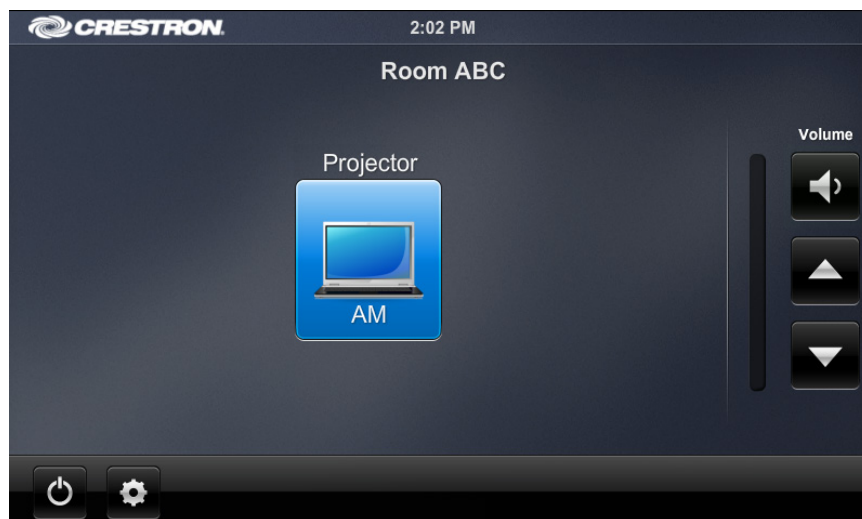 CRESTRON.
2:02 PM
Room ABC
Volume
Projector
AM